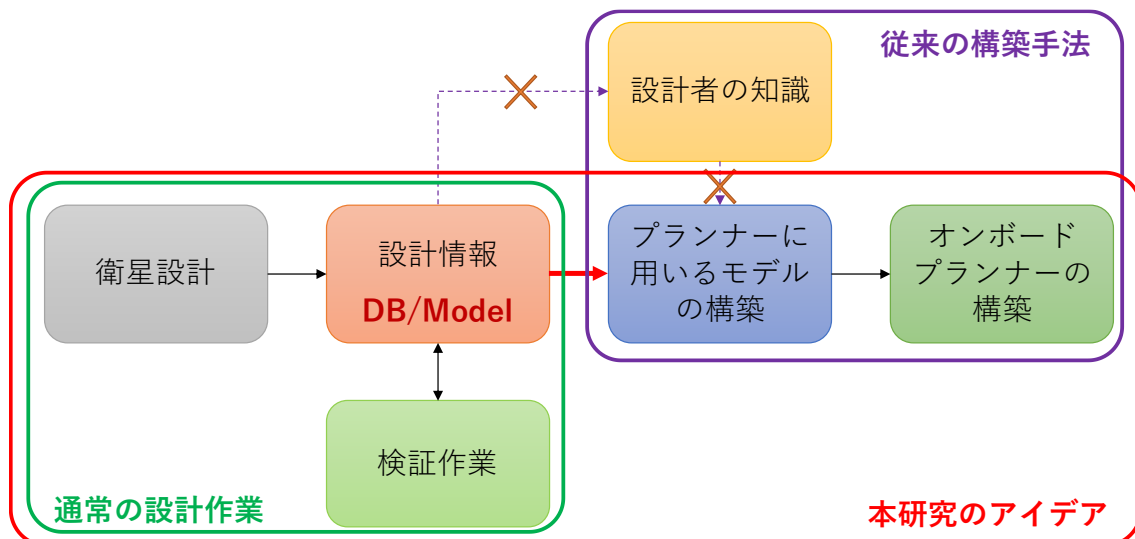 従来の構築手法
設計者の知識
衛星設計
設計情報
DB/Model
プランナーに
用いるモデル
の構築
オンボード
プランナーの
構築
検証作業
通常の設計作業
本研究のアイデア